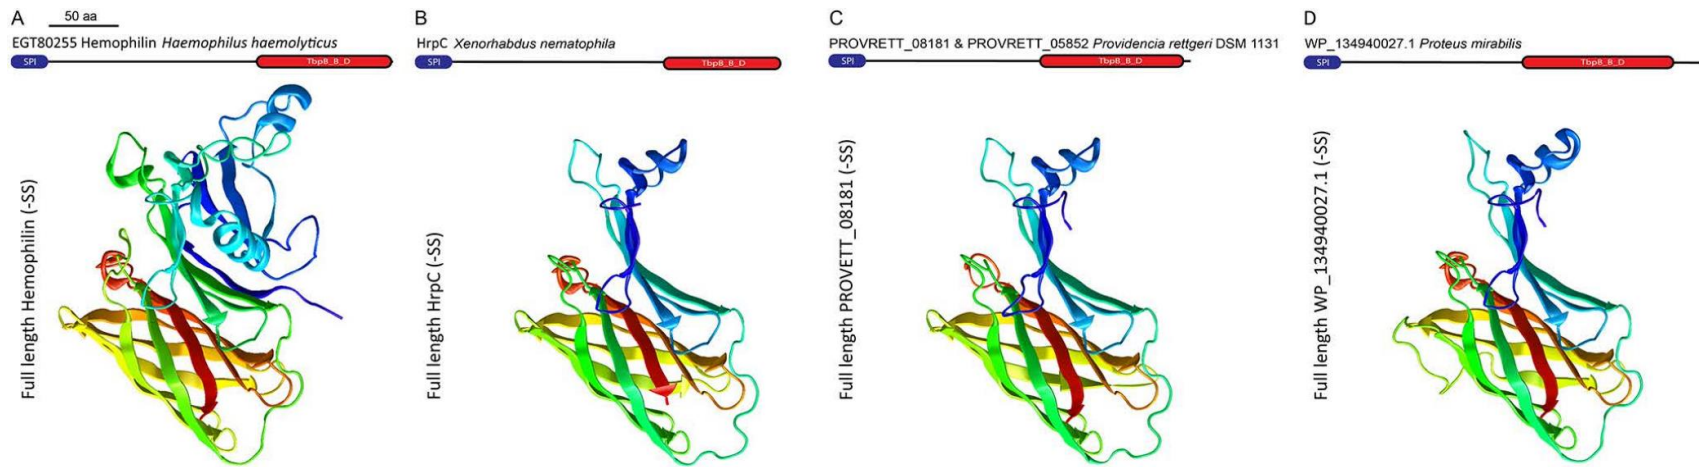 A
50 aa
EGT80255 Hemophilin Haemophilus haemolyticus
SPI
TbpB_B_D
Full length Hemophilin (-SS)
B
HrpC Xenorhabdus nematophila
SPI
TbpB_B_D
Full length HrpC (-SS)
C
PROVRETT_08181 & PROVRETT_05852 Providencia rettgeri DSM 1131
SPI
TbpB_B_D
Full length PROVETT_08181 (-SS)
D
WP_134940027.1 Proteus mirabilis
SPI
TbpB_B_D
Full length WP_134940027.1 (-SS)